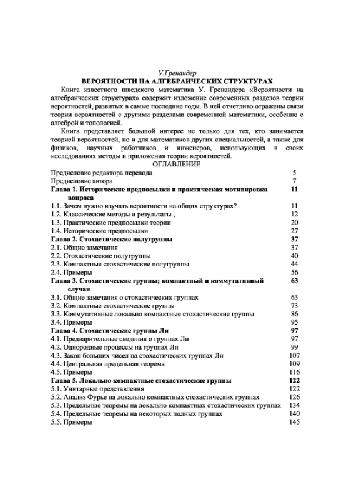 У.Гренандер
ВЕРОЯТНОСТИ НА АЛГЕБРАИЧЕСКИХ СТРУКТУРАХ
Книга известного шведского математика У. Гренандера «Вероятности на
алгебраических структурах» содержит изложение современных разделов теории
вероятностей, развитых в самые последние годы. В ней отчетливо отражены связи
теории вероятностей с другими разделами современной математики, особенно с
алгеброй и топологией.
Книга представляет большой интерес не только для тех, кто занимается
теорией вероятностей, но и для математиков других специальностей, а также для
физиков, научных работников и инженеров, использующих в своих
исследованиях методы и приложения теории вероятностей.
ОГЛАВЛЕНИЕ
Предисловие редактора перевода 5
Предисловие автора 7
Глава 1. Исторические предпосылки и практическая мотивировка 11
вопроса
1.1. Зачем нужно изучать вероятности на общих структурах? 11
1.2. Классические методы и результаты , 12
1.3. Практические предпосылки теории 20
1.4. Исторические предпосылки 27
Глава 2. Стохастические полугруппы 37
2.1. Общие замечания 37
2.2. Стохастические полугруппы 40
2.3. Компактные стохастические полугруппы 44
2.4. Примеры 56
Глава 3. Стохастические группы; компактный и коммутативный 63
случаи
3.1. Общие замечания о стохастических группах 63
3.2. Компактные стохастические группы 73
3.3. Коммутативные локально компактные стохастические группы 86
3.4. Примеры 95
Глава 4. Стохастические группы Ли 97
4.1. Предварительные сведения о группах Ли 97
4.2. Однородные процессы на группах Ли 99
4.3. Закон больших чисел на стохастических группах Ли 107
4.4. Центральная предельная теорема 109
4.5. Примеры 116
Глава 5. Локально компактные стохастические группы 122
5.1. Унитарные представления 122
5.2. Анализ Фурье на локально компактных стохастических группах 126
5.3. Предельные теоремы на локально компактных стохастических группах 134
5.4. Предельные теоремы на некоторых полных группах 140
5.5. Примеры 145